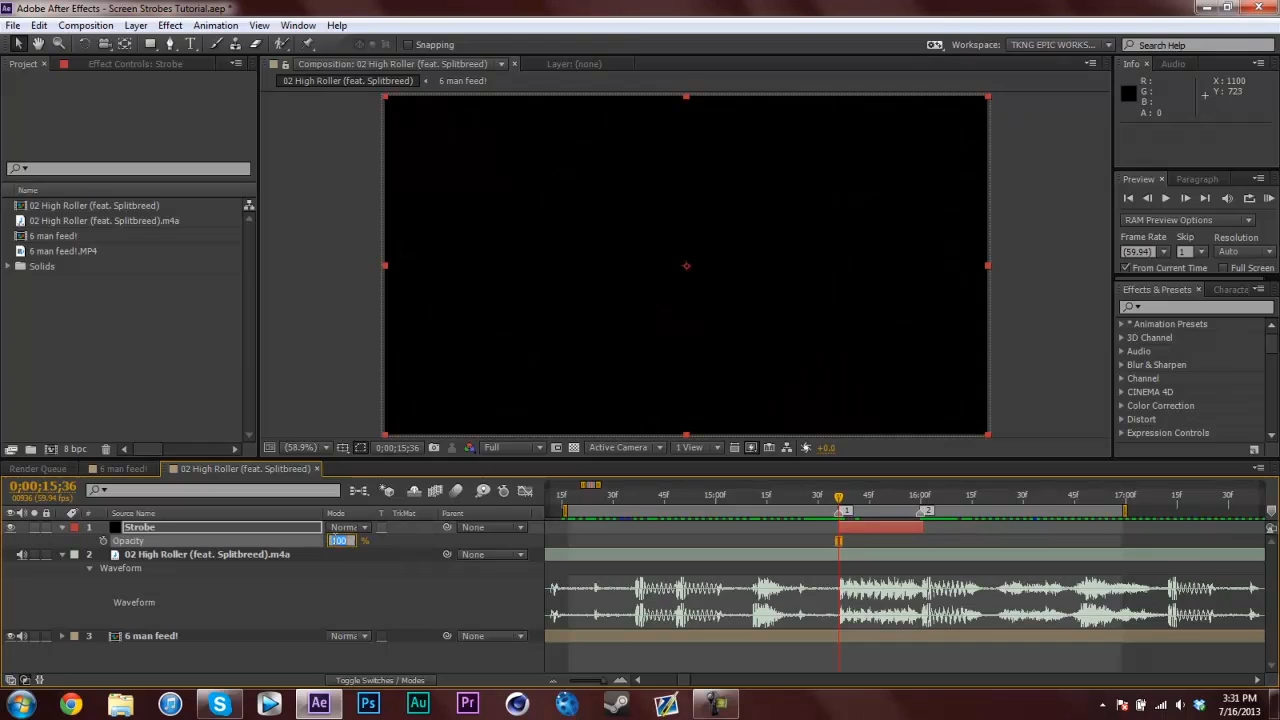 Adobe After Effects - Screen Strobes Tutorial.aep *
File Edit Composition Layer Effect Animation View Window Help
Snapping
Workspace: TKNG EPIC WORKS... Search Help
Project Effect Controls: Strobe
Composition: 02 High Roller (feat. Splitbreed) Layer: (none)
Info Audio
02 High Roller (feat. Splitbreed) 6 man feed!
R : X : 1100
G : Y : 723
B :
A : 0
Name
02 High Roller (feat. Splitbreed)
02 High Roller (feat. Splitbreed).m4a
6 man feed!
6 man feed!.MP4
Solids
Preview Paragraph
RAM Preview Options
Frame Rate Skip Resolution
(59.94) 1 Auto
From Current Time Full Screen
Effects & Presets Characte
* Animation Presets
3D Channel
Audio
Blur & Sharpen
Channel
CINEMA 4D
Color Correction
Distort
Expression Controls
8 bpc
(58.9%) 0;00;15;36 Full Active Camera 1 View +0.0
Render Queue 6 man feed! 02 High Roller (feat. Splitbreed)
0;00;15;36
00936 (59.94 fps)
15f 30f 45f 15:00f 15f 30f 45f 16:00f 15f 30f 45f 17:00f 15f 30f
1 2
# Source Name Mode T TrkMat Parent
1 Strobe Norma None
Opacity 100 %
2 02 High Roller (feat. Splitbreed).m4a None
Waveform
Waveform
3 6 man feed! Norma None
Toggle Switches / Modes
Ae Ps Au Pr
3:31 PM
7/16/2013